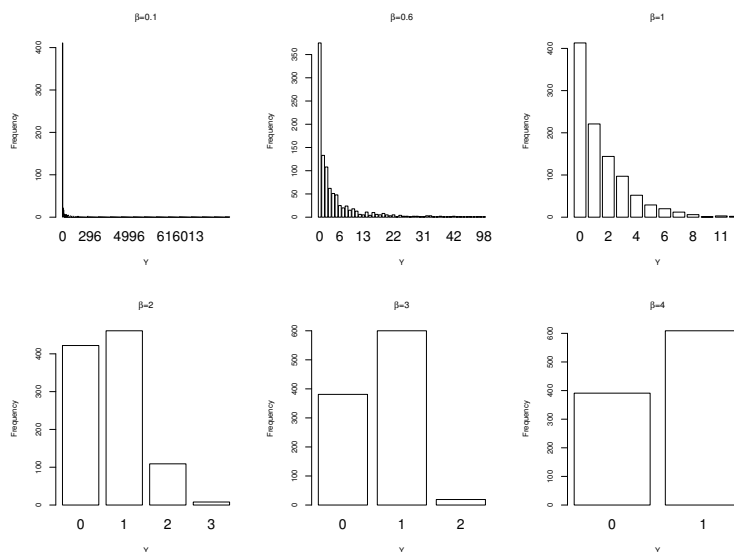 β=0.1
Frequency
0 100 200 300 400
0 296 4996 616013
Y
β=0.6
Frequency
0 50 100 150 200 250 300 350
0 6 13 22 31 42 98
Y
β=1
Frequency
0 100 200 300 400
0 2 4 6 8 11
Y
β=2
Frequency
0 100 200 300 400
0 1 2 3
Y
β=3
Frequency
0 100 200 300 400 500 600
0 1 2
Y
β=4
Frequency
0 100 200 300 400 500 600
0 1
Y